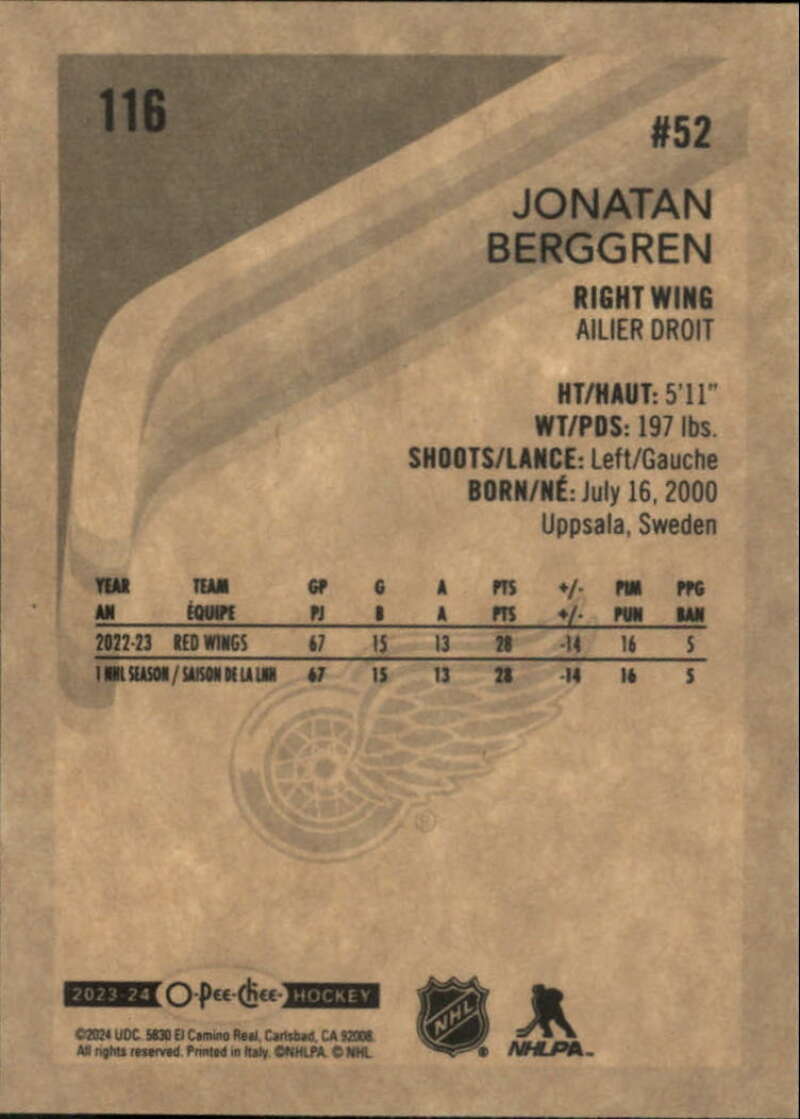 116
#52
JONATAN
BERGGREN
RIGHT WING
AILIER DROIT
HT/HAUT: 5'11"
WT/PDS: 197 lbs.
SHOOTS/LANCE: Left/Gauche
BORN/NÉ: July 16, 2000
Uppsala, Sweden
YEAR TEAM GP G A PTS +/- PIM PPG
AN ÉQUIPE PJ B A PTS +/- PUN BAN
2022-23 RED WINGS 67 15 13 28 -14 16 5
1 NHL SEASON / SAISON DE LA LNH 67 15 13 28 -14 16 5
®
2023-24 O-Pee-Chee- HOCKEY
©2024 UDC. 5830 El Camino Real, Carlsbad, CA 92008.
All rights reserved. Printed in Italy. ©NHLPA. © NHL.
NHL ®
NHLPA™